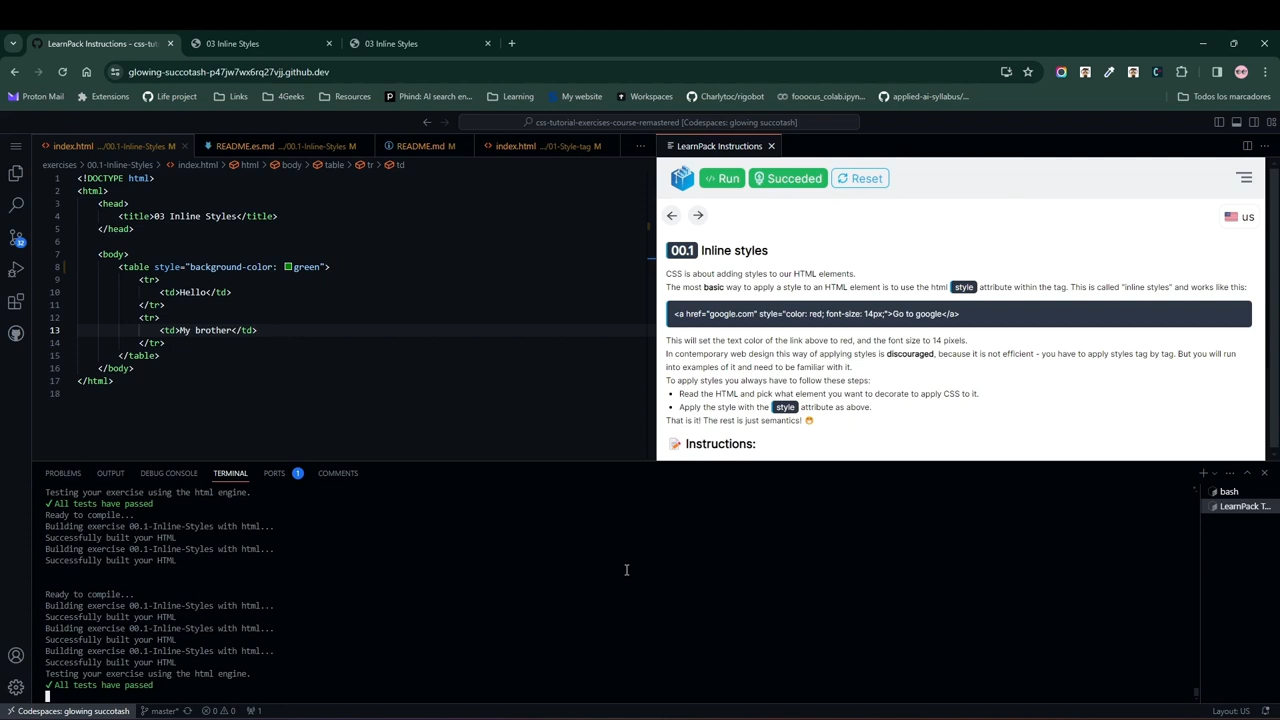 LearnPack Instructions - css-tut
03 Inline Styles
03 Inline Styles
glowing-succotash-p47jw7wx6rq27vjj.github.dev
Proton Mail
Extensions
Life project
Links
4Geeks
Resources
Phind: AI search en...
Learning
My website
Workspaces
Charlytoc/rigobot
fooocus_colab.ipyn...
applied-ai-syllabus/...
Todos los marcadores
css-tutorial-exercises-course-remastered [Codespaces: glowing succotash]
index.html .../00.1-Inline-Styles M
README.es.md .../00.1-Inline-Styles M
README.md M
index.html .../01-Style-tag
LearnPack Instructions
exercises > 00.1-Inline-Styles > index.html > html > body > table > tr > td
1 <!DOCTYPE html>
2 <html>
3 <head>
4 <title>03 Inline Styles</title>
5 </head>
6
7 <body>
8 <table style="background-color: green">
9 <tr>
10 <td>Hello</td>
11 </tr>
12 <tr>
13 <td>My brother</td>
14 </tr>
15 </table>
16 </body>
17 </html>
18
</> Run
Succeded
Reset
us
00.1 Inline styles
CSS is about adding styles to our HTML elements.
The most basic way to apply a style to an HTML element is to use the html style attribute within the tag. This is called "inline styles" and works like this:
<a href="google.com" style="color: red; font-size: 14px;">Go to google</a>
This will set the text color of the link above to red, and the font size to 14 pixels.
In contemporary web design this way of applying styles is discouraged, because it is not efficient - you have to apply styles tag by tag. But you will run
into examples of it and need to be familiar with it.
To apply styles you always have to follow these steps:
• Read the HTML and pick what element you want to decorate to apply CSS to it.
• Apply the style with the style attribute as above.
That is it! The rest is just semantics! 😁
📝 Instructions:
PROBLEMS
OUTPUT
DEBUG CONSOLE
TERMINAL
PORTS 1
COMMENTS
Testing your exercise using the html engine.
✓ All tests have passed
Ready to compile...
Building exercise 00.1-Inline-Styles with html...
Successfully built your HTML
Building exercise 00.1-Inline-Styles with html...
Successfully built your HTML
Ready to compile...
Building exercise 00.1-Inline-Styles with html...
Successfully built your HTML
Building exercise 00.1-Inline-Styles with html...
Successfully built your HTML
Building exercise 00.1-Inline-Styles with html...
Successfully built your HTML
Testing your exercise using the html engine.
✓ All tests have passed
bash
LearnPack T...
32
Codespaces: glowing succotash
master*
0 0
1
Layout: US